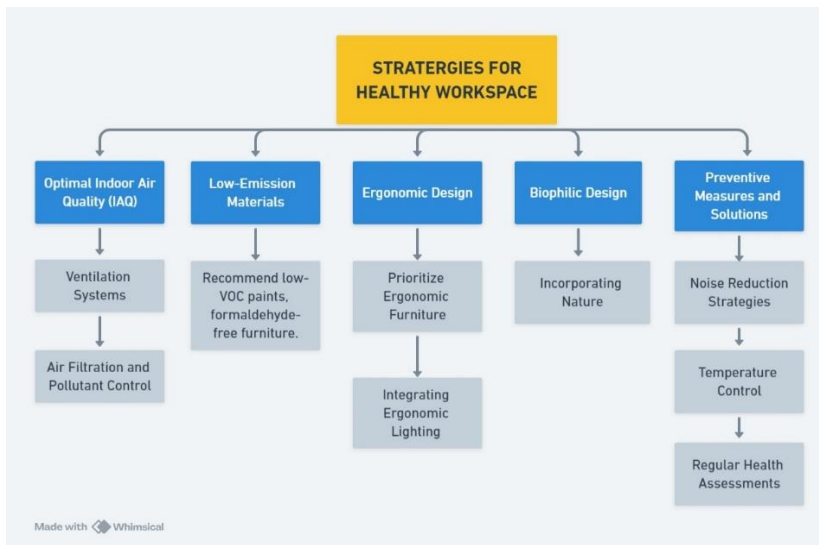 STRATERGIES FOR
HEALTHY WORKSPACE
Optimal Indoor Air
Quality (IAQ)
Ventilation
Systems
Air Filtration and
Pollutant Control
Low-Emission
Materials
Recommend low-
VOC paints,
formaldehyde-
free furniture.
Ergonomic Design
Prioritize
Ergonomic
Furniture
Integrating
Ergonomic
Lighting
Biophilic Design
Incorporating
Nature
Preventive
Measures and
Solutions
Noise Reduction
Strategies
Temperature
Control
Regular Health
Assessments
Made with Whimsical